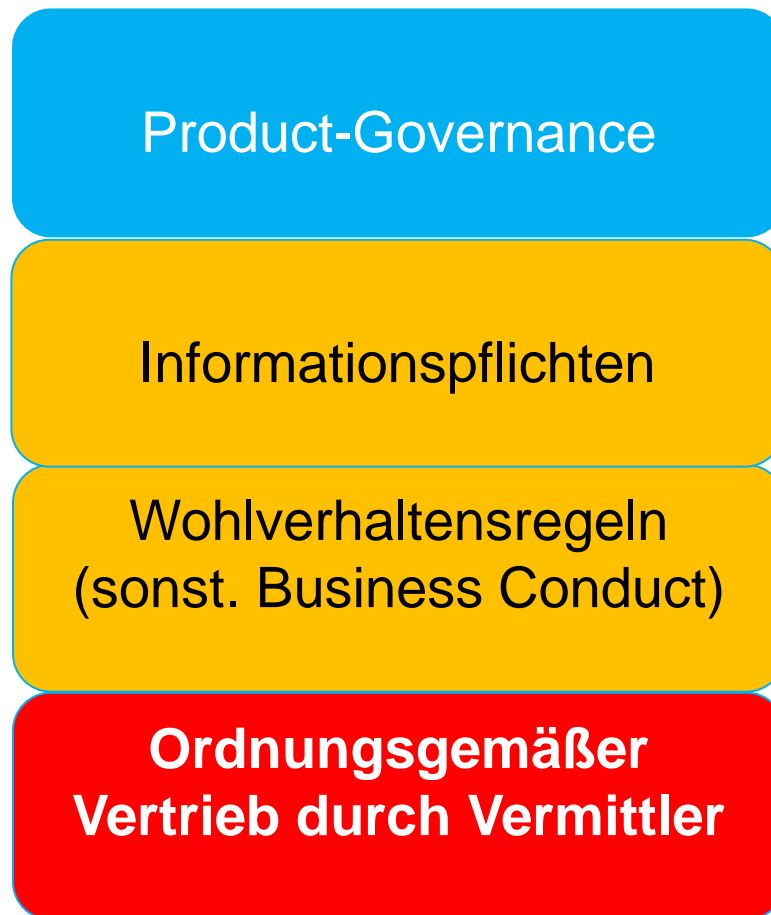 Product-Governance
Informationspflichten
Wohlverhaltensregeln
(sonst. Business Conduct)
Ordnungsgemäßer
Vertrieb durch Vermittler